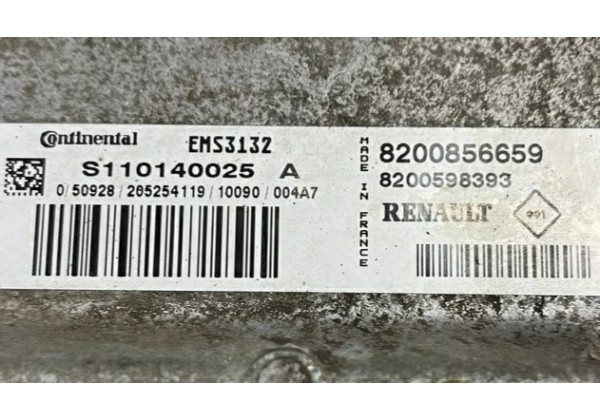 Continental EMS3132
S110140025 A
0/50928/265254119/10090/004A7
MADE IN FRANCE
8200856659
8200598393
RENAULT 991